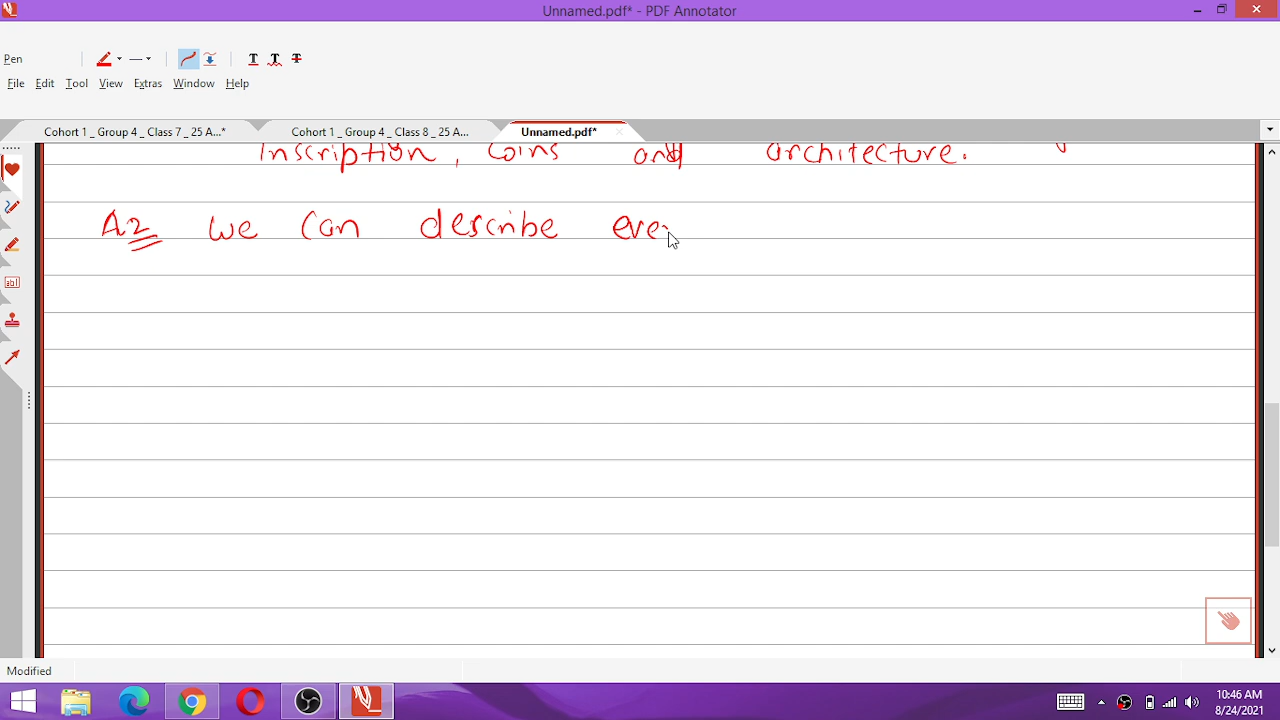 Unnamed.pdf* - PDF Annotator
Pen
T T T
File Edit Tool View Extras Window Help
Cohort 1 _ Group 4 _ Class 7 _ 25 A...* Cohort 1 _ Group 4 _ Class 8 _ 25 A... Unnamed.pdf*
Inscription, Coins and architecture.
A2 We Can describe eve
Modified
10:46 AM
8/24/2021